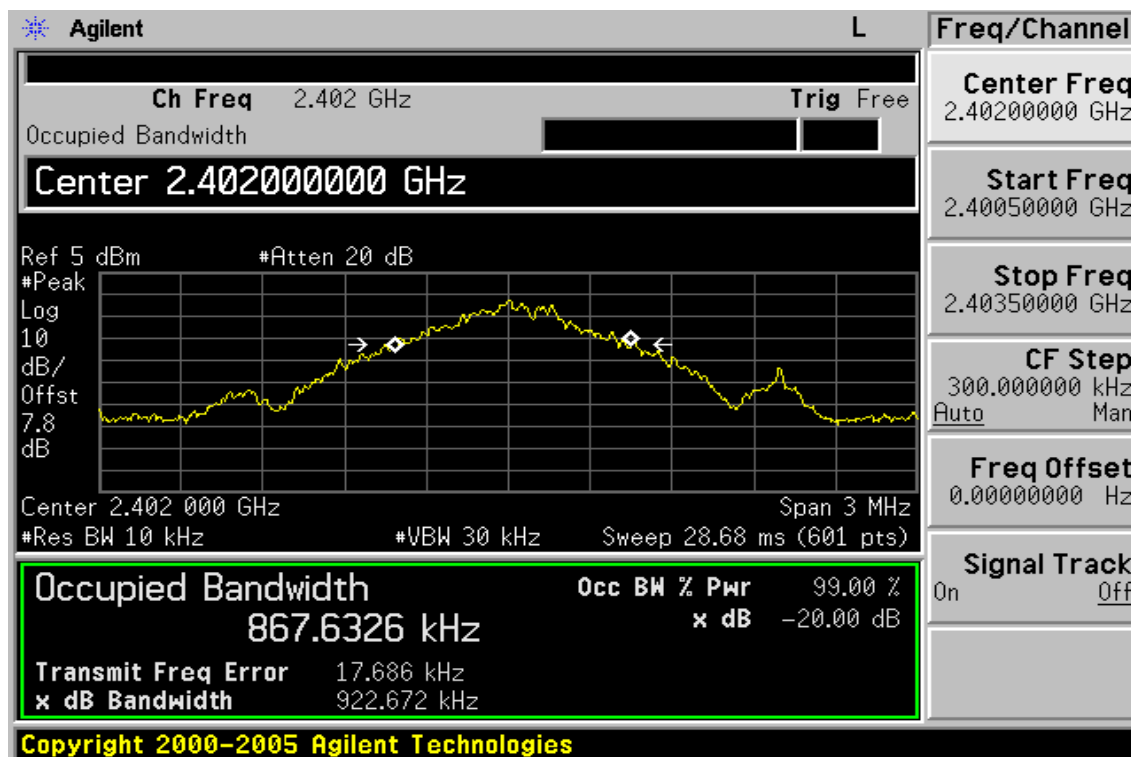 Agilent L
Freq/Channel
Ch Freq 2.402 GHz Trig Free
Occupied Bandwidth
Center 2.402000000 GHz
Ref 5 dBm #Atten 20 dB
#Peak
Log
10
dB/
Offst
7.8
dB
Center 2.402 000 GHz Span 3 MHz
#Res BW 10 kHz #VBW 30 kHz Sweep 28.68 ms (601 pts)
Occupied Bandwidth
867.6326 kHz
Occ BW % Pwr 99.00 %
x dB -20.00 dB
Transmit Freq Error 17.686 kHz
x dB Bandwidth 922.672 kHz
Copyright 2000-2005 Agilent Technologies
Center Freq
2.40200000 GHz
Start Freq
2.40050000 GHz
Stop Freq
2.40350000 GHz
CF Step
300.000000 kHz
Auto Man
Freq Offset
0.00000000 Hz
Signal Track
On Off